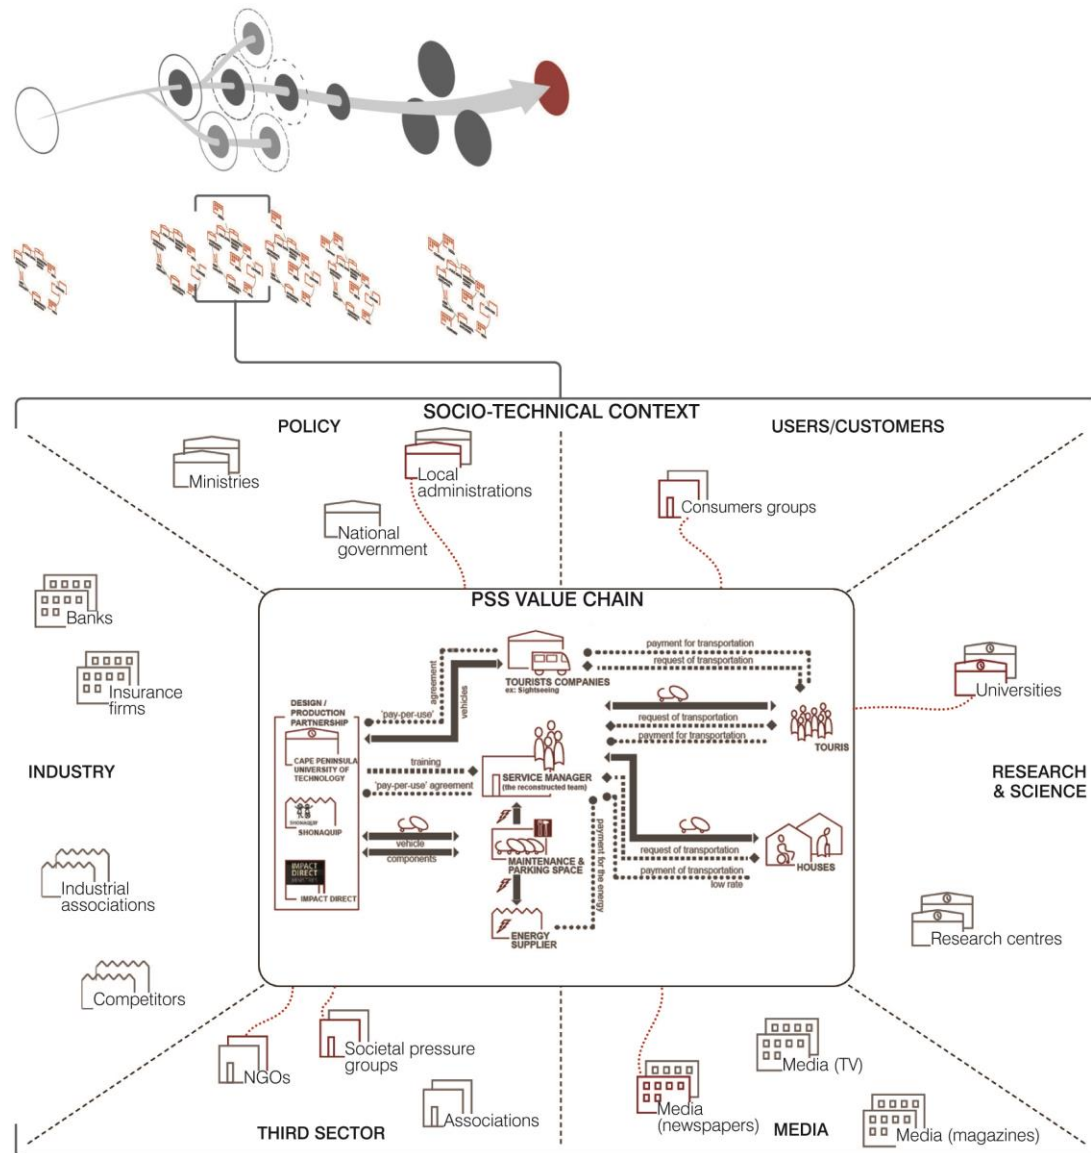 SOCIO-TECHNICAL CONTEXT
POLICY
USERS/CUSTOMERS
Ministries
Local
administrations
National
government
Consumers groups
Banks
Insurance
firms
INDUSTRY
Industrial
associations
Competitors
PSS VALUE CHAIN
TOURISTS COMPANIES
ex: Sightseeing
payment for transportation
request of transportation
agreement
'pay-per-use'
vehicles
DESIGN /
PRODUCTION
PARTNERSHIP
CAPE PENINSULA
UNIVERSITY OF
TECHNOLOGY
training
'pay-per-use' agreement
SERVICE MANAGER
(the reconstructed team)
request of transportation
payment for transportation
TOURIS
SHONAQUIP
SHONAQUIP
vehicle
components
MAINTENANCE &
PARKING SPACE
payment for the energy
request of transportation
payment of transportation
low rate
HOUSES
IMPACT
DIRECT
IMPACT DIRECT
ENERGY
SUPPLIER
Universities
RESEARCH
& SCIENCE
Research centres
NGOs
Societal pressure
groups
Associations
THIRD SECTOR
Media
(newspapers)
Media (TV)
MEDIA
Media (magazines)